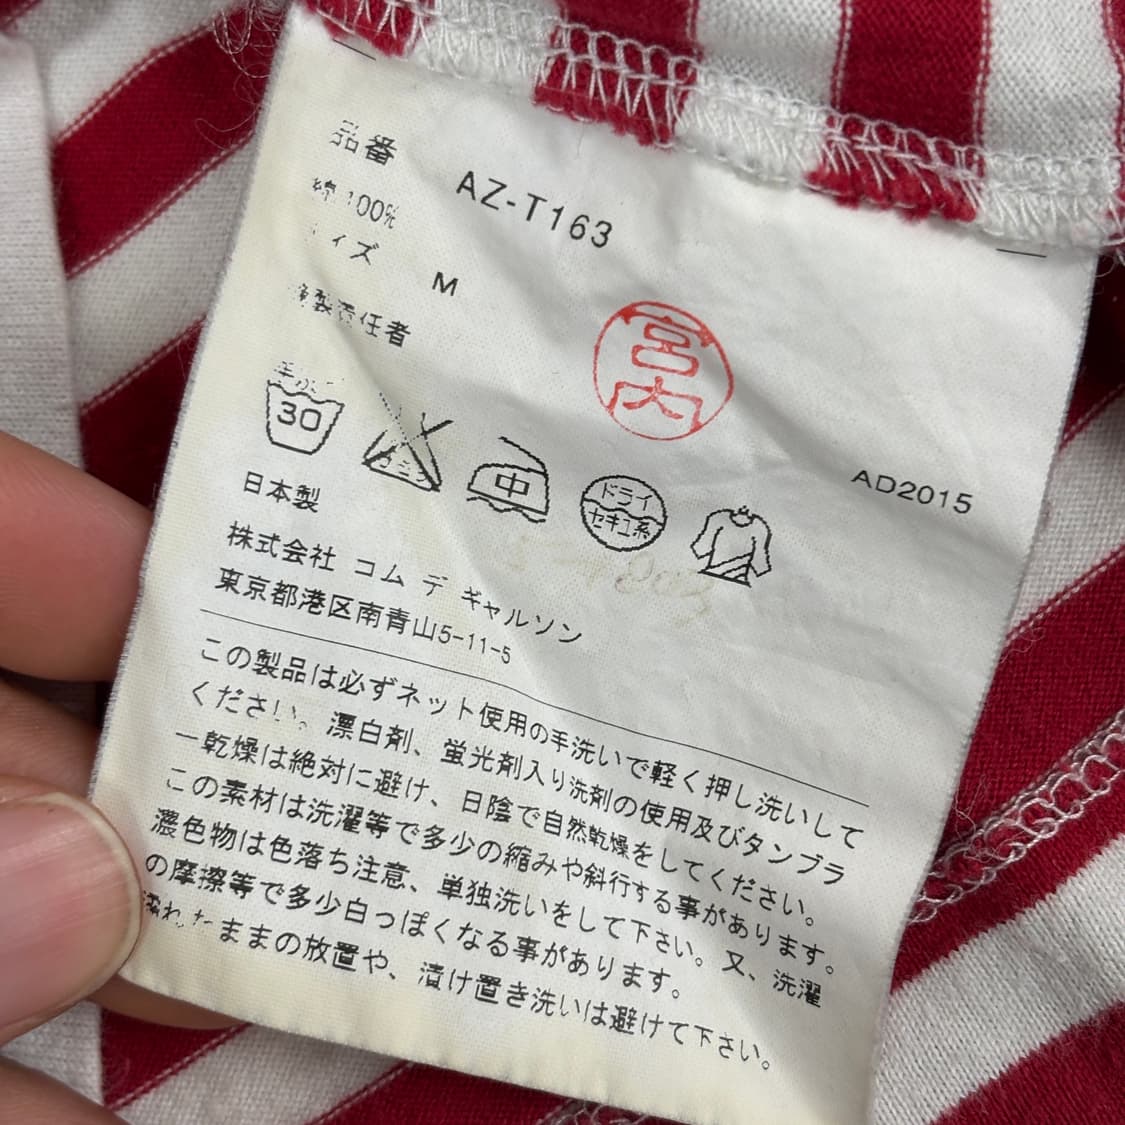 品番 AZ-T163
綿 100%
イズ M
製責任者
宮内
手
30
中
ドライ
セキユ系
AD2015
日本製
株式会社 コム デ ギャルソン
東京都港区南青山5-11-5
この製品は必ずネット使用の手洗いで軽く押し洗いして
ください。漂白剤、蛍光剤入り洗剤の使用及びタンブラ
ー乾燥は絶対に避け、日陰で自然乾燥をしてください。
この素材は洗濯等で多少の縮みや斜行する事があります。
濃色物は色落ち注意、単独洗いをして下さい。又、洗濯
の摩擦等で多少白っぽくなる事があります。
濡れたままの放置や、漬け置き洗いは避けて下さい。